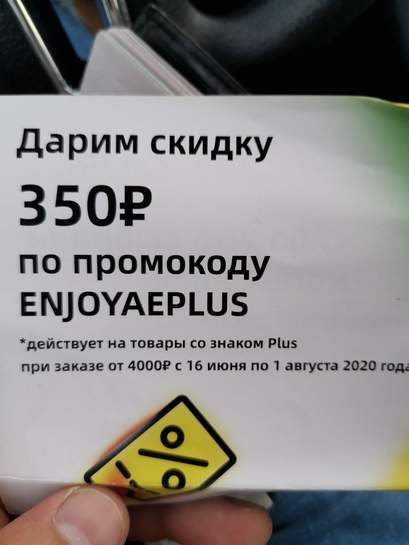 Дарим скидку
350₽
по промокоду
ENJOYAEPLUS
*действует на товары со знаком Plus
при заказе от 4000₽ с 16 июня по 1 августа 2020 года
%